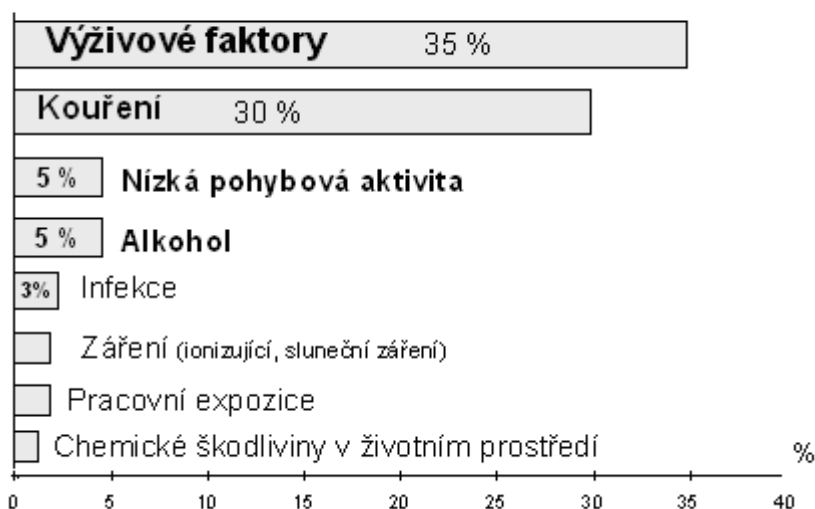 Výživové faktory 35 %
Kouření 30 %
5 % Nízká pohybová aktivita
5 % Alkohol
3% Infekce
Záření (ionizující, sluneční záření)
Pracovní expozice
Chemické škodliviny v životním prostředí
%
0 5 10 15 20 25 30 35 40